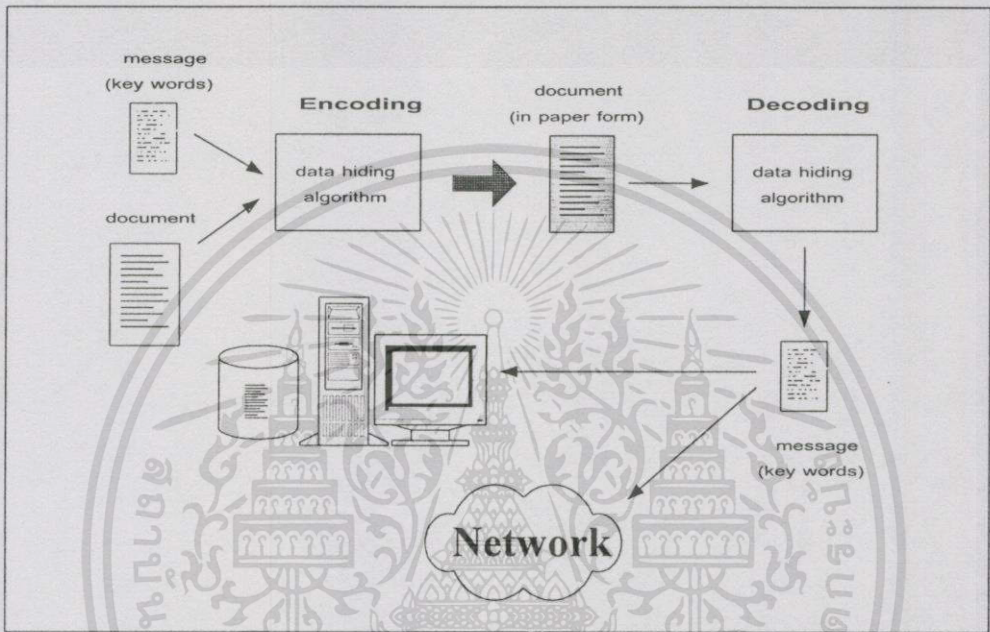 message
(key words)
Encoding
data hiding
algorithm
document
document
(in paper form)
Decoding
data hiding
algorithm
message
(key words)
Network